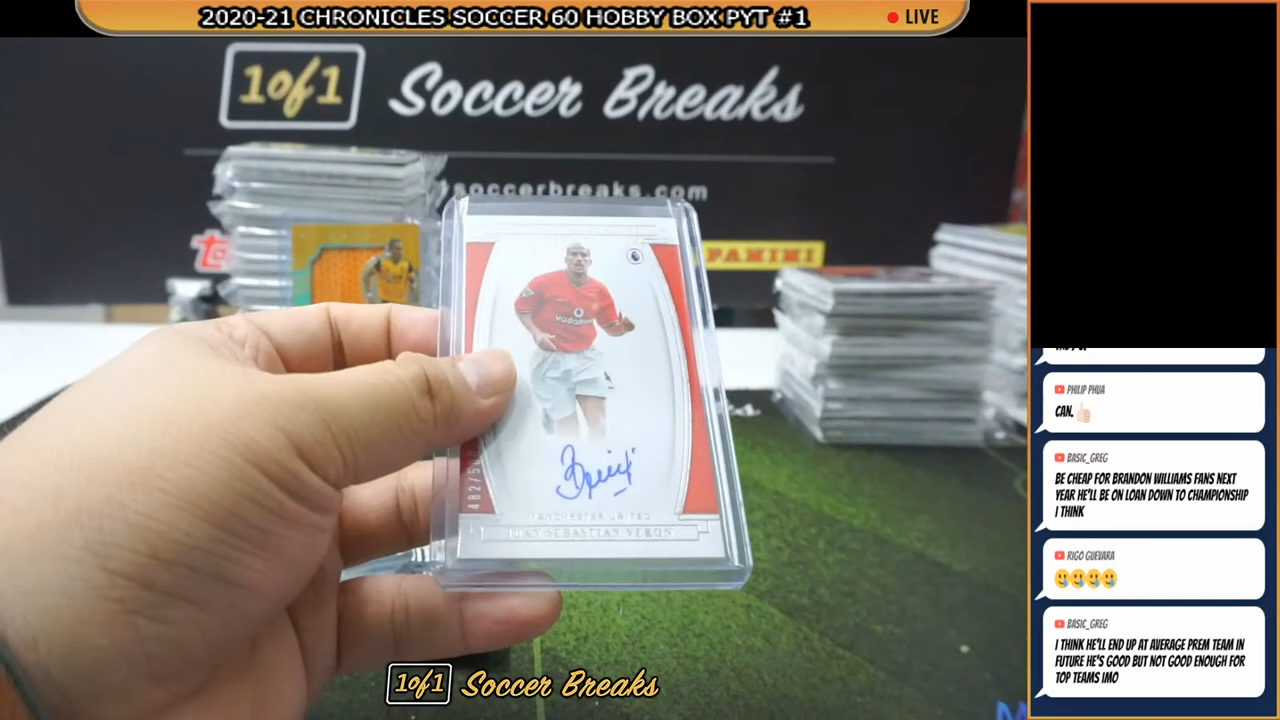 2020-21 CHRONICLES SOCCER 60 HOBBY BOX PYT #1
LIVE
1of1 Soccer Breaks
soccerbreaks.com
PANINI
vodafone
MANCHESTER UNITED
JUAN SEBASTIAN VERON
PHILIP PHUA
CAN. 👍🏻
BASIC_GREG
BE CHEAP FOR BRANDON WILLIAMS FANS NEXT
YEAR HE'LL BE ON LOAN DOWN TO CHAMPIONSHIP
I THINK
RIGO GUEVARA
🥲🥲🥲🥲
BASIC_GREG
I THINK HE'LL END UP AT AVERAGE PREM TEAM IN
FUTURE HE'S GOOD BUT NOT GOOD ENOUGH FOR
TOP TEAMS IMO
1of1 Soccer Breaks